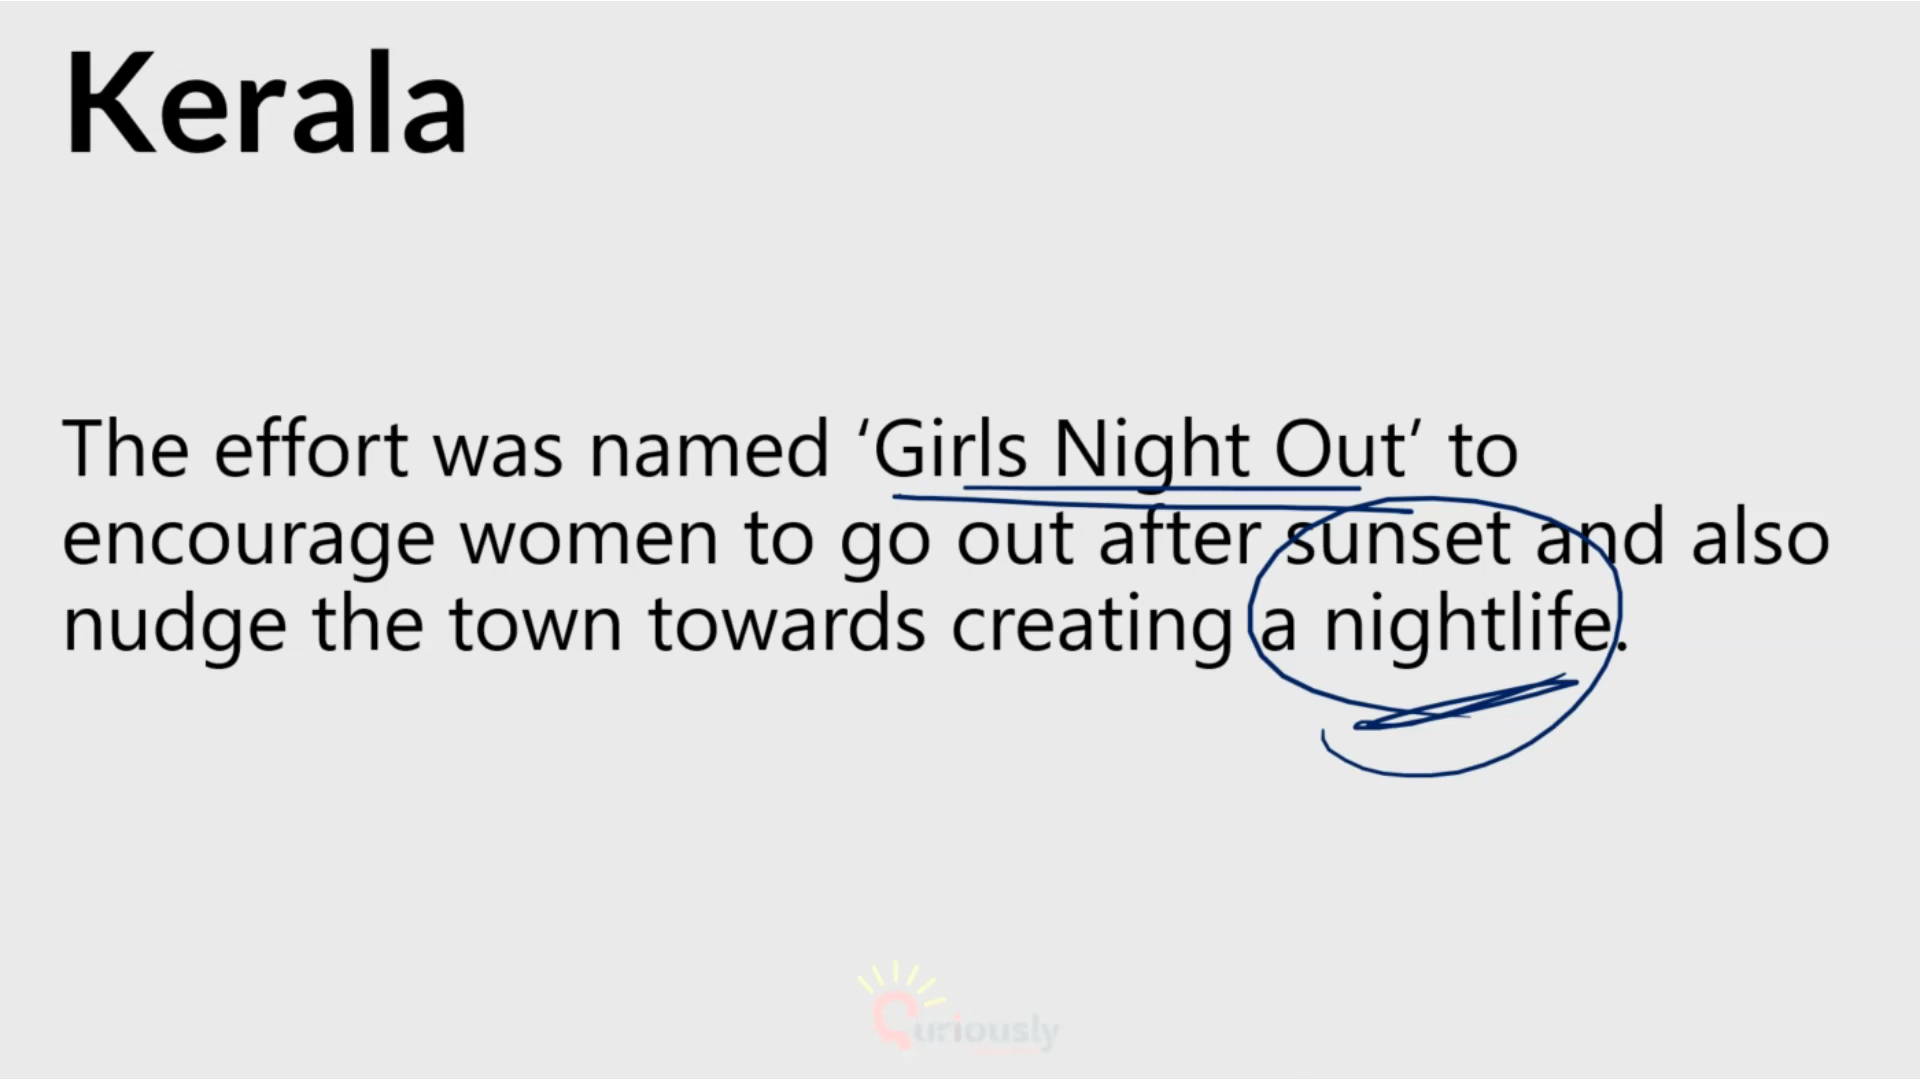 Kerala
The effort was named ‘Girls Night Out’ to
encourage women to go out after sunset and also
nudge the town towards creating a nightlife.
Curiously